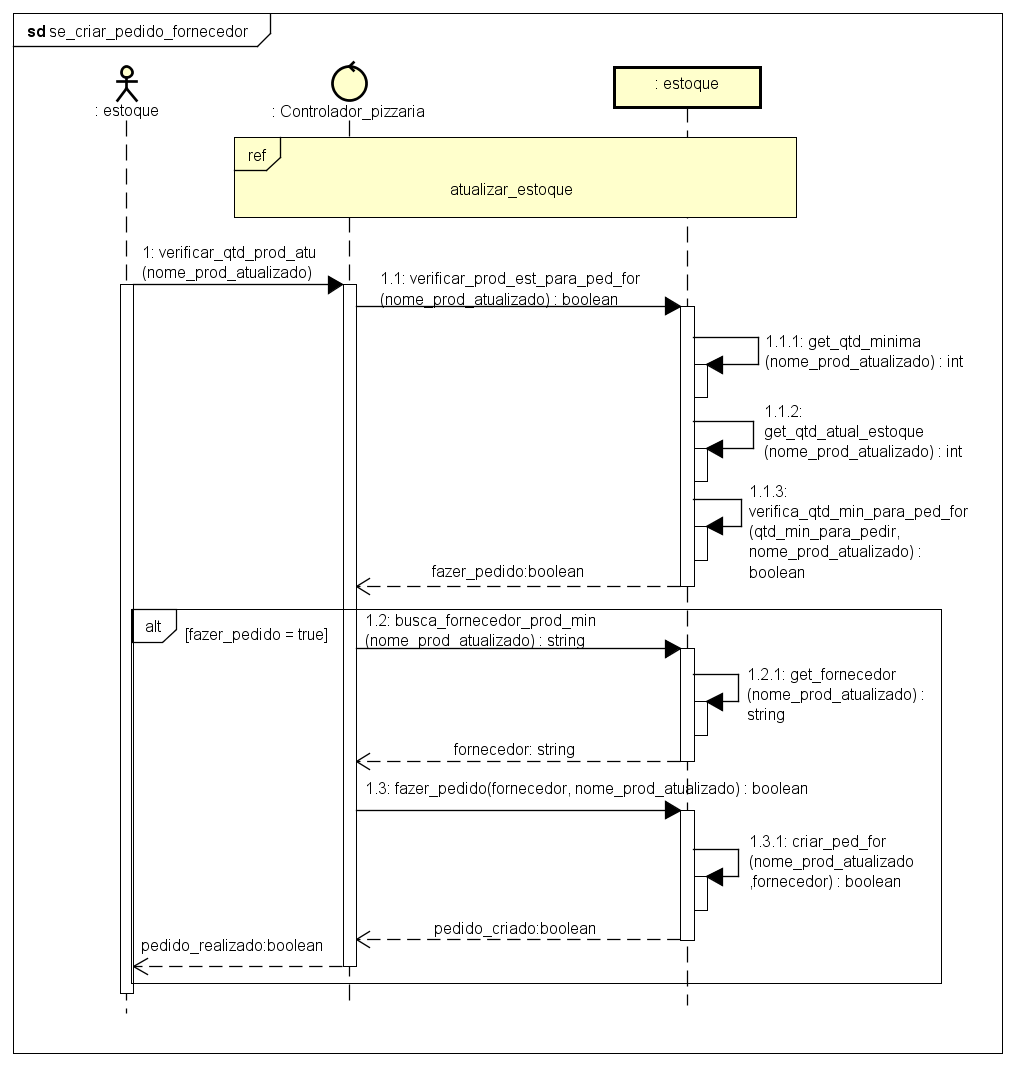 sd se_criar_pedido_fornecedor
: estoque
: Controlador_pizzaria
: estoque
ref
atualizar_estoque
1: verificar_qtd_prod_atu
(nome_prod_atualizado)
1.1: verificar_prod_est_para_ped_for
(nome_prod_atualizado) : boolean
1.1.1: get_qtd_minima
(nome_prod_atualizado) : int
1.1.2:
get_qtd_atual_estoque
(nome_prod_atualizado) : int
1.1.3:
verifica_qtd_min_para_ped_for
(qtd_min_para_pedir,
nome_prod_atualizado) :
boolean
fazer_pedido:boolean
alt
[fazer_pedido = true]
1.2: busca_fornecedor_prod_min
(nome_prod_atualizado) : string
1.2.1: get_fornecedor
(nome_prod_atualizado) :
string
fornecedor: string
1.3: fazer_pedido(fornecedor, nome_prod_atualizado) : boolean
1.3.1: criar_ped_for
(nome_prod_atualizado
,fornecedor) : boolean
pedido_criado:boolean
pedido_realizado:boolean